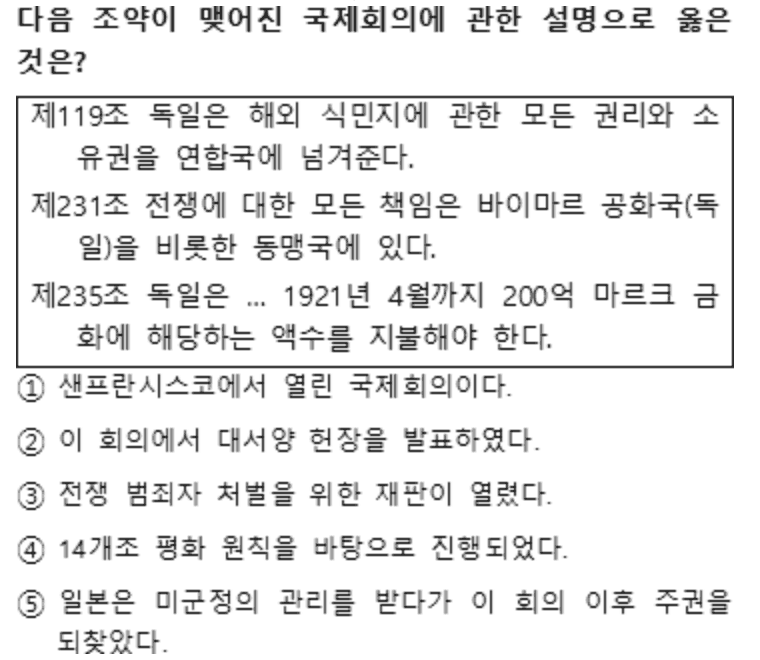 다음 조약이 맺어진 국제회의에 관한 설명으로 옳은
것은?
제119조 독일은 해외 식민지에 관한 모든 권리와 소
유권을 연합국에 넘겨준다.
제231조 전쟁에 대한 모든 책임은 바이마르 공화국(독
일)을 비롯한 동맹국에 있다.
제235조 독일은 ... 1921년 4월까지 200억 마르크 금
화에 해당하는 액수를 지불해야 한다.
① 샌프란시스코에서 열린 국제회의이다.
② 이 회의에서 대서양 헌장을 발표하였다.
③ 전쟁 범죄자 처벌을 위한 재판이 열렸다.
④ 14개조 평화 원칙을 바탕으로 진행되었다.
⑤ 일본은 미군정의 관리를 받다가 이 회의 이후 주권을
되찾았다.